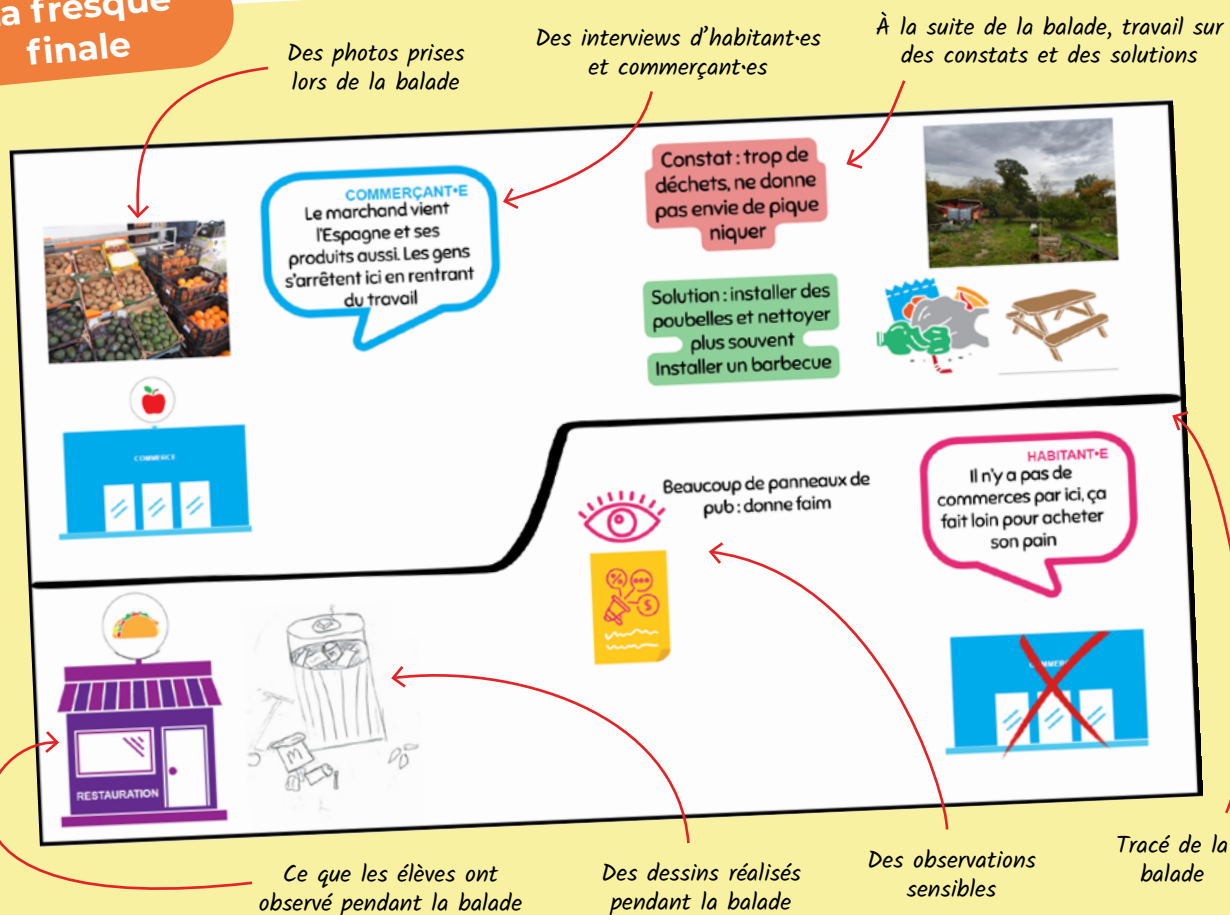 la fresque
finale
Des photos prises
lors de la balade
Des interviews d'habitant·es
et commerçant·es
À la suite de la balade, travail sur
des constats et des solutions
COMMERÇANT•E
Le marchand vient
l'Espagne et ses
produits aussi. Les gens
s'arrêtent ici en rentrant
du travail
Constat : trop de
déchets, ne donne
pas envie de pique
niquer
Solution : installer des
poubelles et nettoyer
plus souvent
Installer un barbecue
COMMERCE
Beaucoup de panneaux de
pub : donne faim
HABITANT•E
Il n'y a pas de
commerces par ici, ça
fait loin pour acheter
son pain
% $
M
RESTAURATION
Ce que les élèves ont
observé pendant la balade
Des dessins réalisés
pendant la balade
Des observations
sensibles
Tracé de la
balade